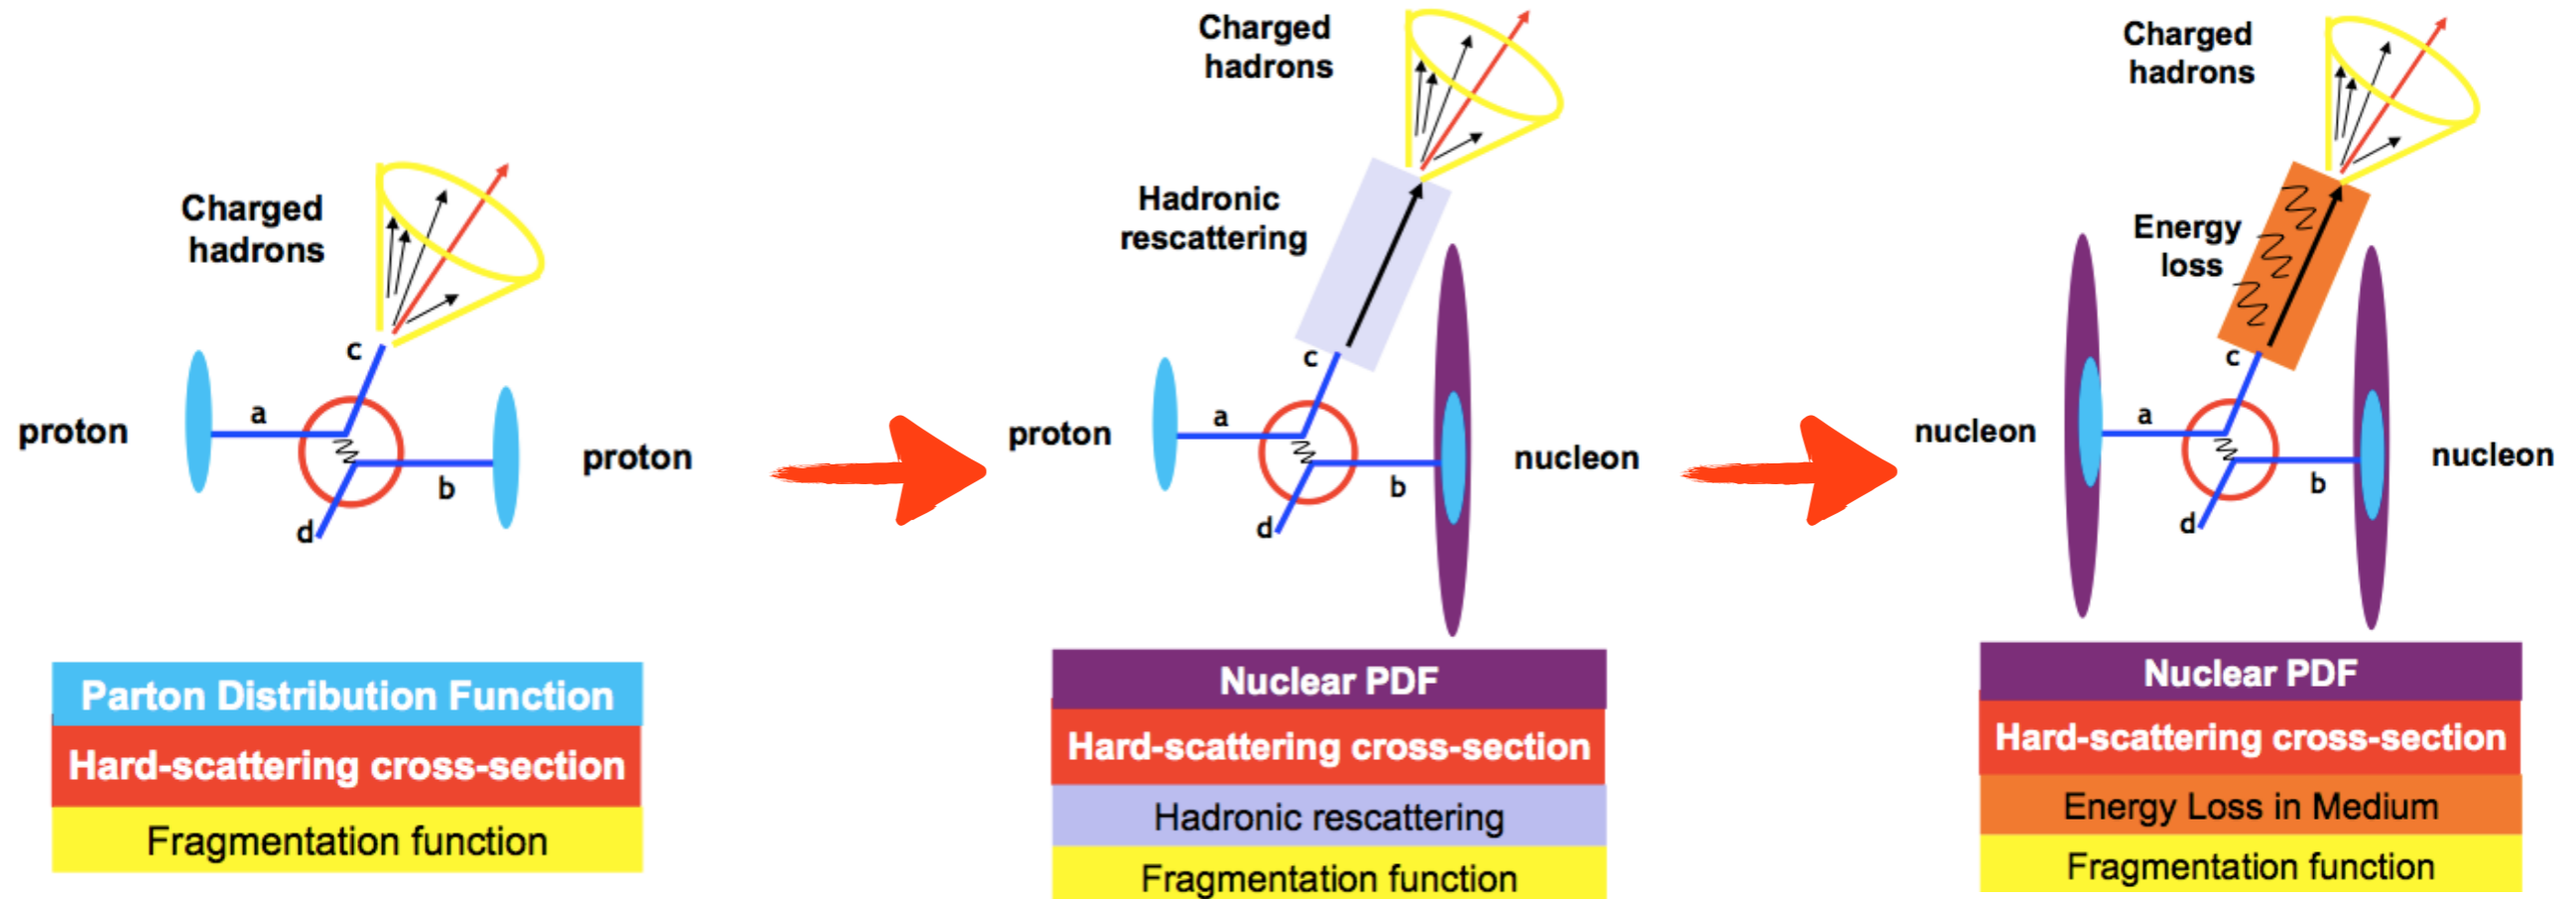 Charged
hadrons
c
proton
a
b
proton
d
Parton Distribution Function
Hard-scattering cross-section
Fragmentation function
Charged
hadrons
Hadronic
rescattering
c
proton
a
b
nucleon
d
Nuclear PDF
Hard-scattering cross-section
Hadronic rescattering
Fragmentation function
Charged
hadrons
Energy
loss
c
nucleon
a
b
nucleon
d
Nuclear PDF
Hard-scattering cross-section
Energy Loss in Medium
Fragmentation function